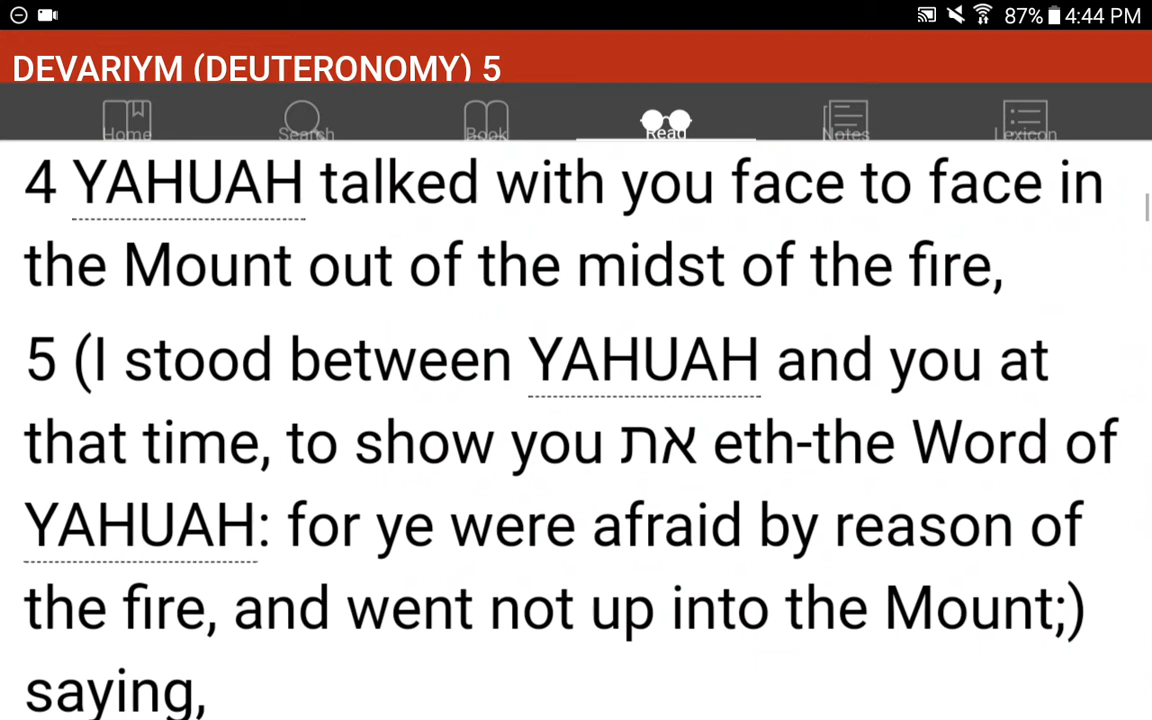 87% 4:44 PM
DEVARIYM (DEUTERONOMY) 5
Home Search Book Read Notes Lexicon
4 YAHUAH talked with you face to face in
the Mount out of the midst of the fire,
5 (I stood between YAHUAH and you at
that time, to show you את eth-the Word of
YAHUAH: for ye were afraid by reason of
the fire, and went not up into the Mount;)
saying,